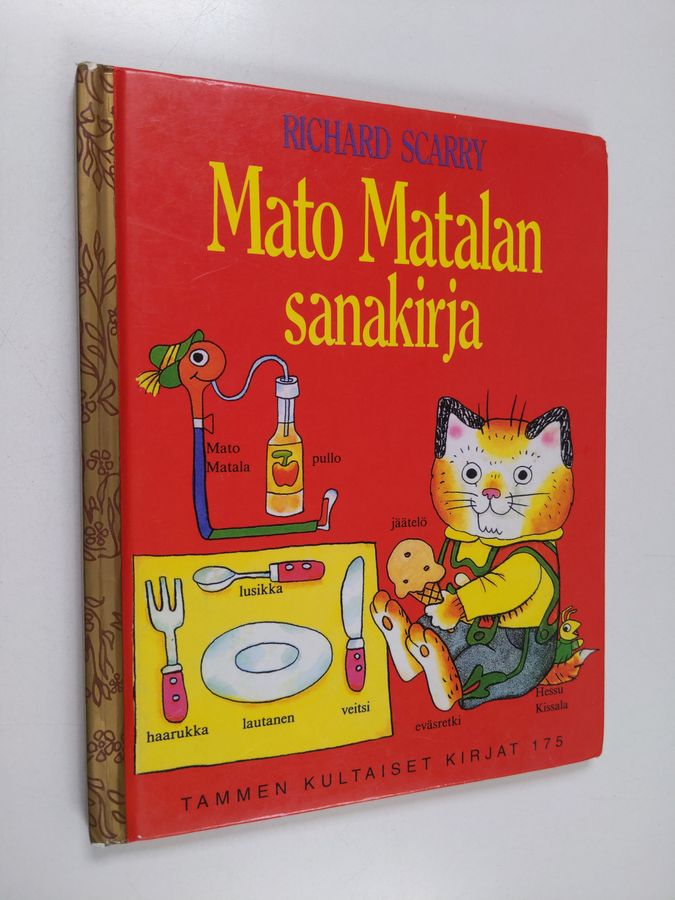 RICHARD SCARRY
Mato Matalan
sanakirja
Mato
Matala
pullo
jäätelö
lusikka
haarukka
lautanen
veitsi
eväsretki
Hessu
Kissala
TAMMEN KULTAISET KIRJAT 175